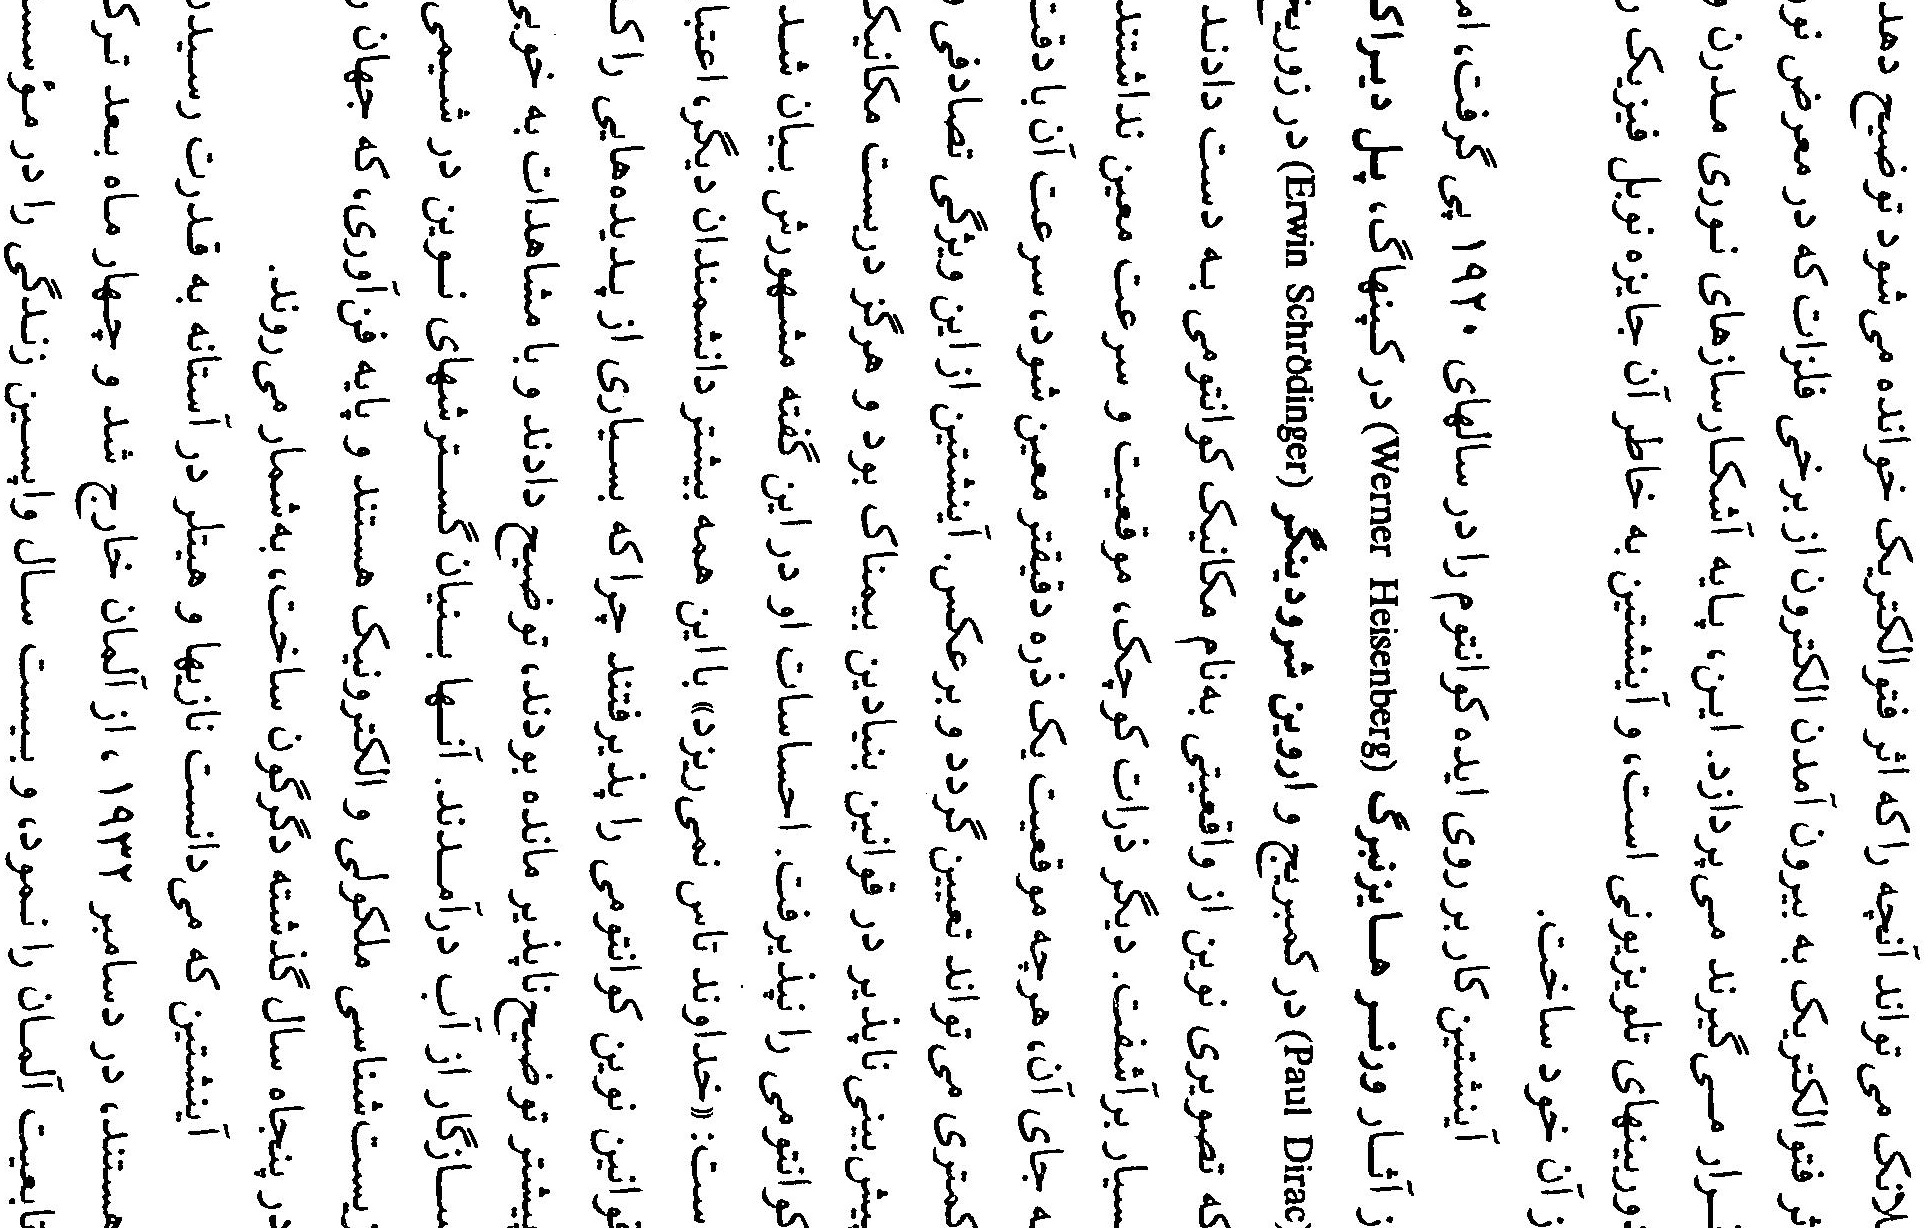 لانک می‌تواند آنچه را که اثر فتوالکتریک خوانده می‌شود توضیح دهد
ثر فتوالکتریک به بیرون آمدن الکترون از برخی فلزات که در معرض نور
قرار می‌گیرند می‌پردازد. این، پایه آشکارسازهای نوری مدرن و
دوربینهای تلویزیونی است، و آینشتین به خاطر آن جایزه نوبل فیزیک ر
ز آن خود ساخت.
آینشتین کار بر روی ایده کوانتوم را در سالهای ۱۹۲۰ پی گرفت، ام
ز آثار ورنر هایزنبرگ (Werner Heisenberg) در کپنهاگ، پل دیراک
(Paul Dirac) در کمبریج و اروین شرودینگر (Erwin Schrödinger) در زوریخ
که تصویری نوین از واقعیتی به‌نام مکانیک کوانتومی به دست دادند
سیار برآشفت. دیگر ذرات کوچک، موقعیت و سرعت معین نداشتند
ه جای آن، هرچه موقعیت یک ذره دقیقتر معین شود، سرعت آن با دقت
کمتری می‌تواند تعیین گردد و برعکس. آینشتین از این ویژگی تصادفی و
پیش‌بینی ناپذیر در قوانین بنیادین بیمناک بود و هرگز دربست مکانیک
کوانتومی را نپذیرفت. احساسات او در این گفته مشهورش بیان شد
ست: «خداوند تاس نمی‌ریزد» با این همه بیشتر دانشمندان دیگر، اعتبا
قوانین نوین کوانتومی را پذیرفتند چرا که بسیاری از پدیده‌هایی را که
پیشتر توضیح‌ناپذیر مانده بودند، توضیح دادند و با مشاهدات به خوبی
سازگار از آب درآمدند. آنها بنیان گسترشهای نوین در شیمی
زیست‌شناسی ملکولی و الکترونیک هستند و پایه فن‌آوری، که جهان ر
در پنجاه سال گذشته دگرگون ساخت، به‌شمار می‌روند.
آینشتین که می‌دانست نازیها و هیتلر در آستانه به قدرت رسیدن
هستند، در دسامبر ۱۹۳۲، از آلمان خارج شد و چهار ماه بعد ترک
تابعیت آلمان را نمود، و بیست سال واپسین زندگی را در مؤسسه